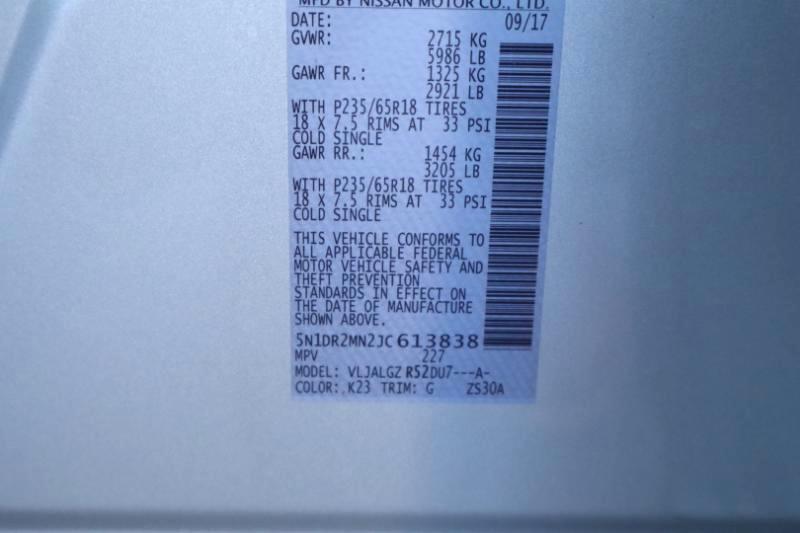 MFD BY NISSAN MOTOR CO., LTD.
DATE: 09/17
GVWR: 2715 KG
5986 LB
GAWR FR.: 1325 KG
2921 LB
WITH P235/65R18 TIRES
18 X 7.5 RIMS AT 33 PSI
COLD SINGLE
GAWR RR.: 1454 KG
3205 LB
WITH P235/65R18 TIRES
18 X 7.5 RIMS AT 33 PSI
COLD SINGLE
THIS VEHICLE CONFORMS TO
ALL APPLICABLE FEDERAL
MOTOR VEHICLE SAFETY AND
THEFT PREVENTION
STANDARDS IN EFFECT ON
THE DATE OF MANUFACTURE
SHOWN ABOVE.
5N1DR2MN2JC613838
MPV 227
MODEL: VLJALGZ R52DU7---A-
COLOR: K23 TRIM: G ZS30A